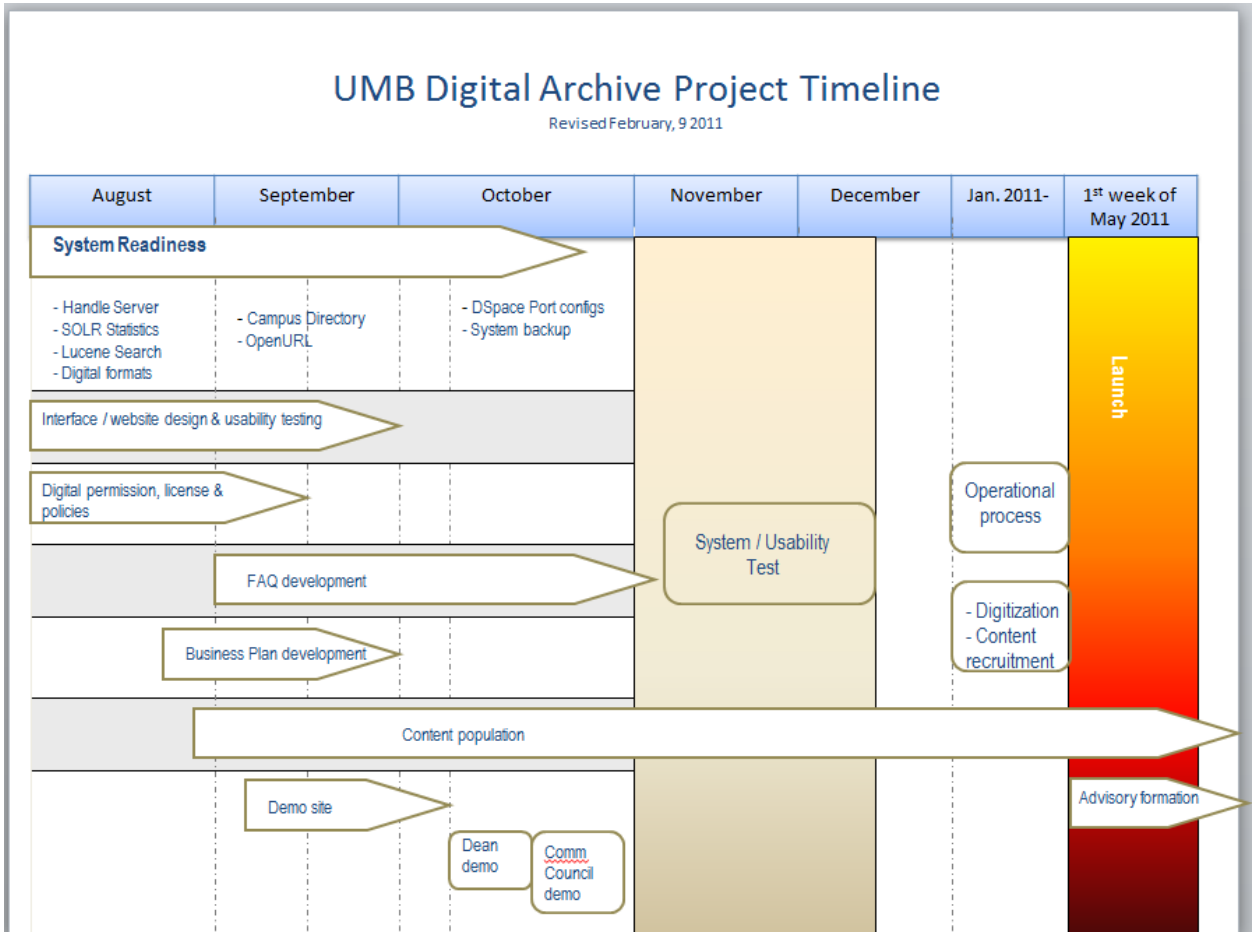 UMB Digital Archive Project Timeline
Revised February, 9 2011
August
September
October
November
December
Jan. 2011-
1st week of
May 2011
System Readiness
- Handle Server
- SOLR Statistics
- Lucene Search
- Digital formats
- Campus Directory
- OpenURL
- DSpace Port configs
- System backup
Launch
Interface / website design & usability testing
Digital permission, license &
policies
Operational
process
System / Usability
Test
FAQ development
- Digitization
- Content
recruitment
Business Plan development
Content population
Demo site
Advisory formation
Dean
demo
Comm
Council
demo